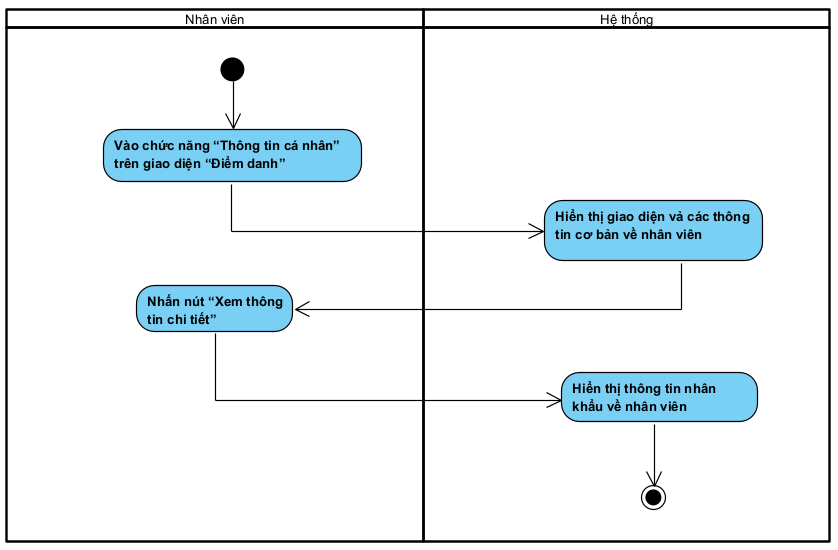 Nhân viên
Hệ thống
Vào chức năng “Thông tin cá nhân”
trên giao diện “Điểm danh”
Hiển thị giao diện và các thông
tin cơ bản về nhân viên
Nhấn nút “Xem thông
tin chi tiết”
Hiển thị thông tin nhân
khẩu về nhân viên